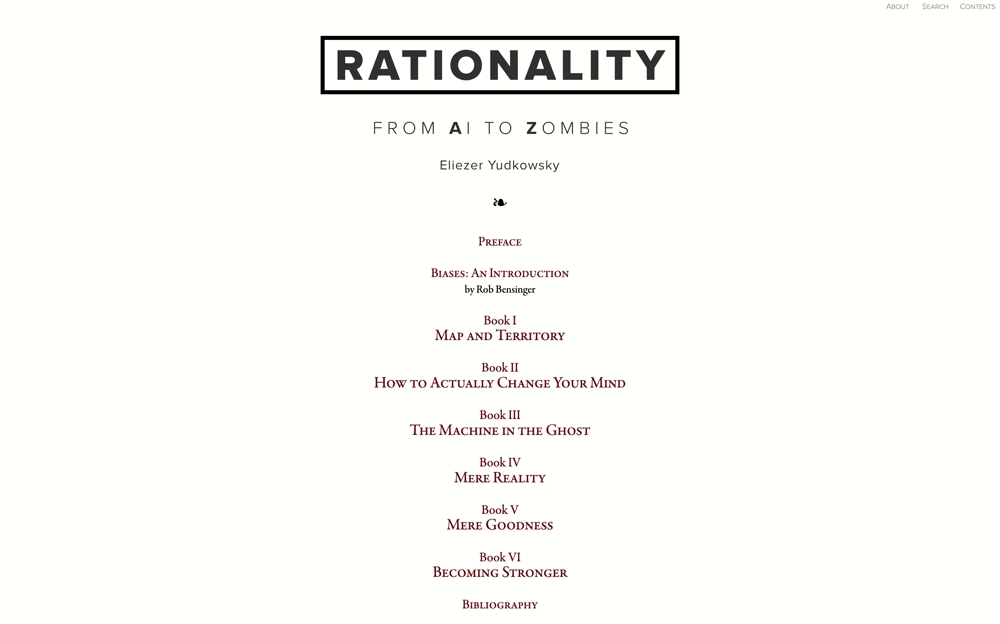 About Search Contents
RATIONALITY
FROM AI TO ZOMBIES
Eliezer Yudkowsky
❧
Preface
Biases: An Introduction
by Rob Bensinger
Book I
Map and Territory
Book II
How to Actually Change Your Mind
Book III
The Machine in the Ghost
Book IV
Mere Reality
Book V
Mere Goodness
Book VI
Becoming Stronger
Bibliography